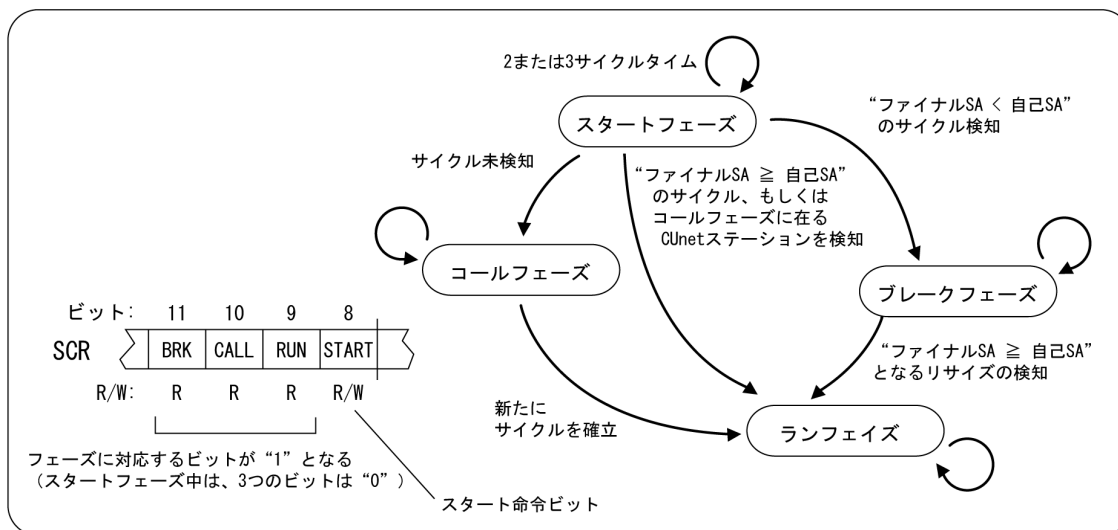 2または3サイクルタイム
スタートフェーズ
“ファイナルSA < 自己SA”
のサイクル検知
サイクル未検知
“ファイナルSA ≧ 自己SA”
のサイクル、もしくは
コールフェーズに在る
CUnetステーションを検知
コールフェーズ
ブレークフェーズ
“ファイナルSA ≧ 自己SA”
となるリサイズの検知
新たに
サイクルを確立
ランフェイズ
ビット: 11 10 9 8
SCR BRK CALL RUN START
R/W: R R R R/W
フェーズに対応するビットが“1”となる
(スタートフェーズ中は、3つのビットは“0”)
スタート命令ビット